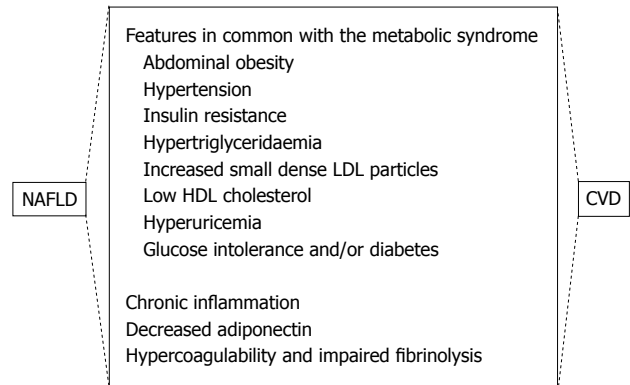 Features in common with the metabolic syndrome
Abdominal obesity
Hypertension
Insulin resistance
Hypertriglyceridaemia
Increased small dense LDL particles
Low HDL cholesterol
Hyperuricemia
Glucose intolerance and/or diabetes
Chronic inflammation
Decreased adiponectin
Hypercoagulability and impaired fibrinolysis
NAFLD
CVD